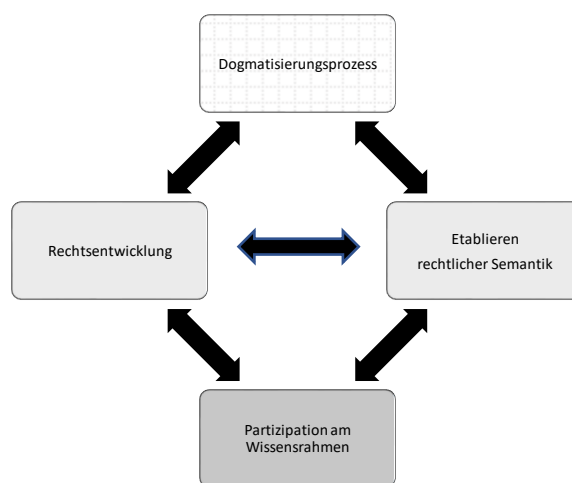 Dogmatisierungsprozess
Rechtsentwicklung
Etablieren
rechtlicher Semantik
Partizipation am
Wissensrahmen